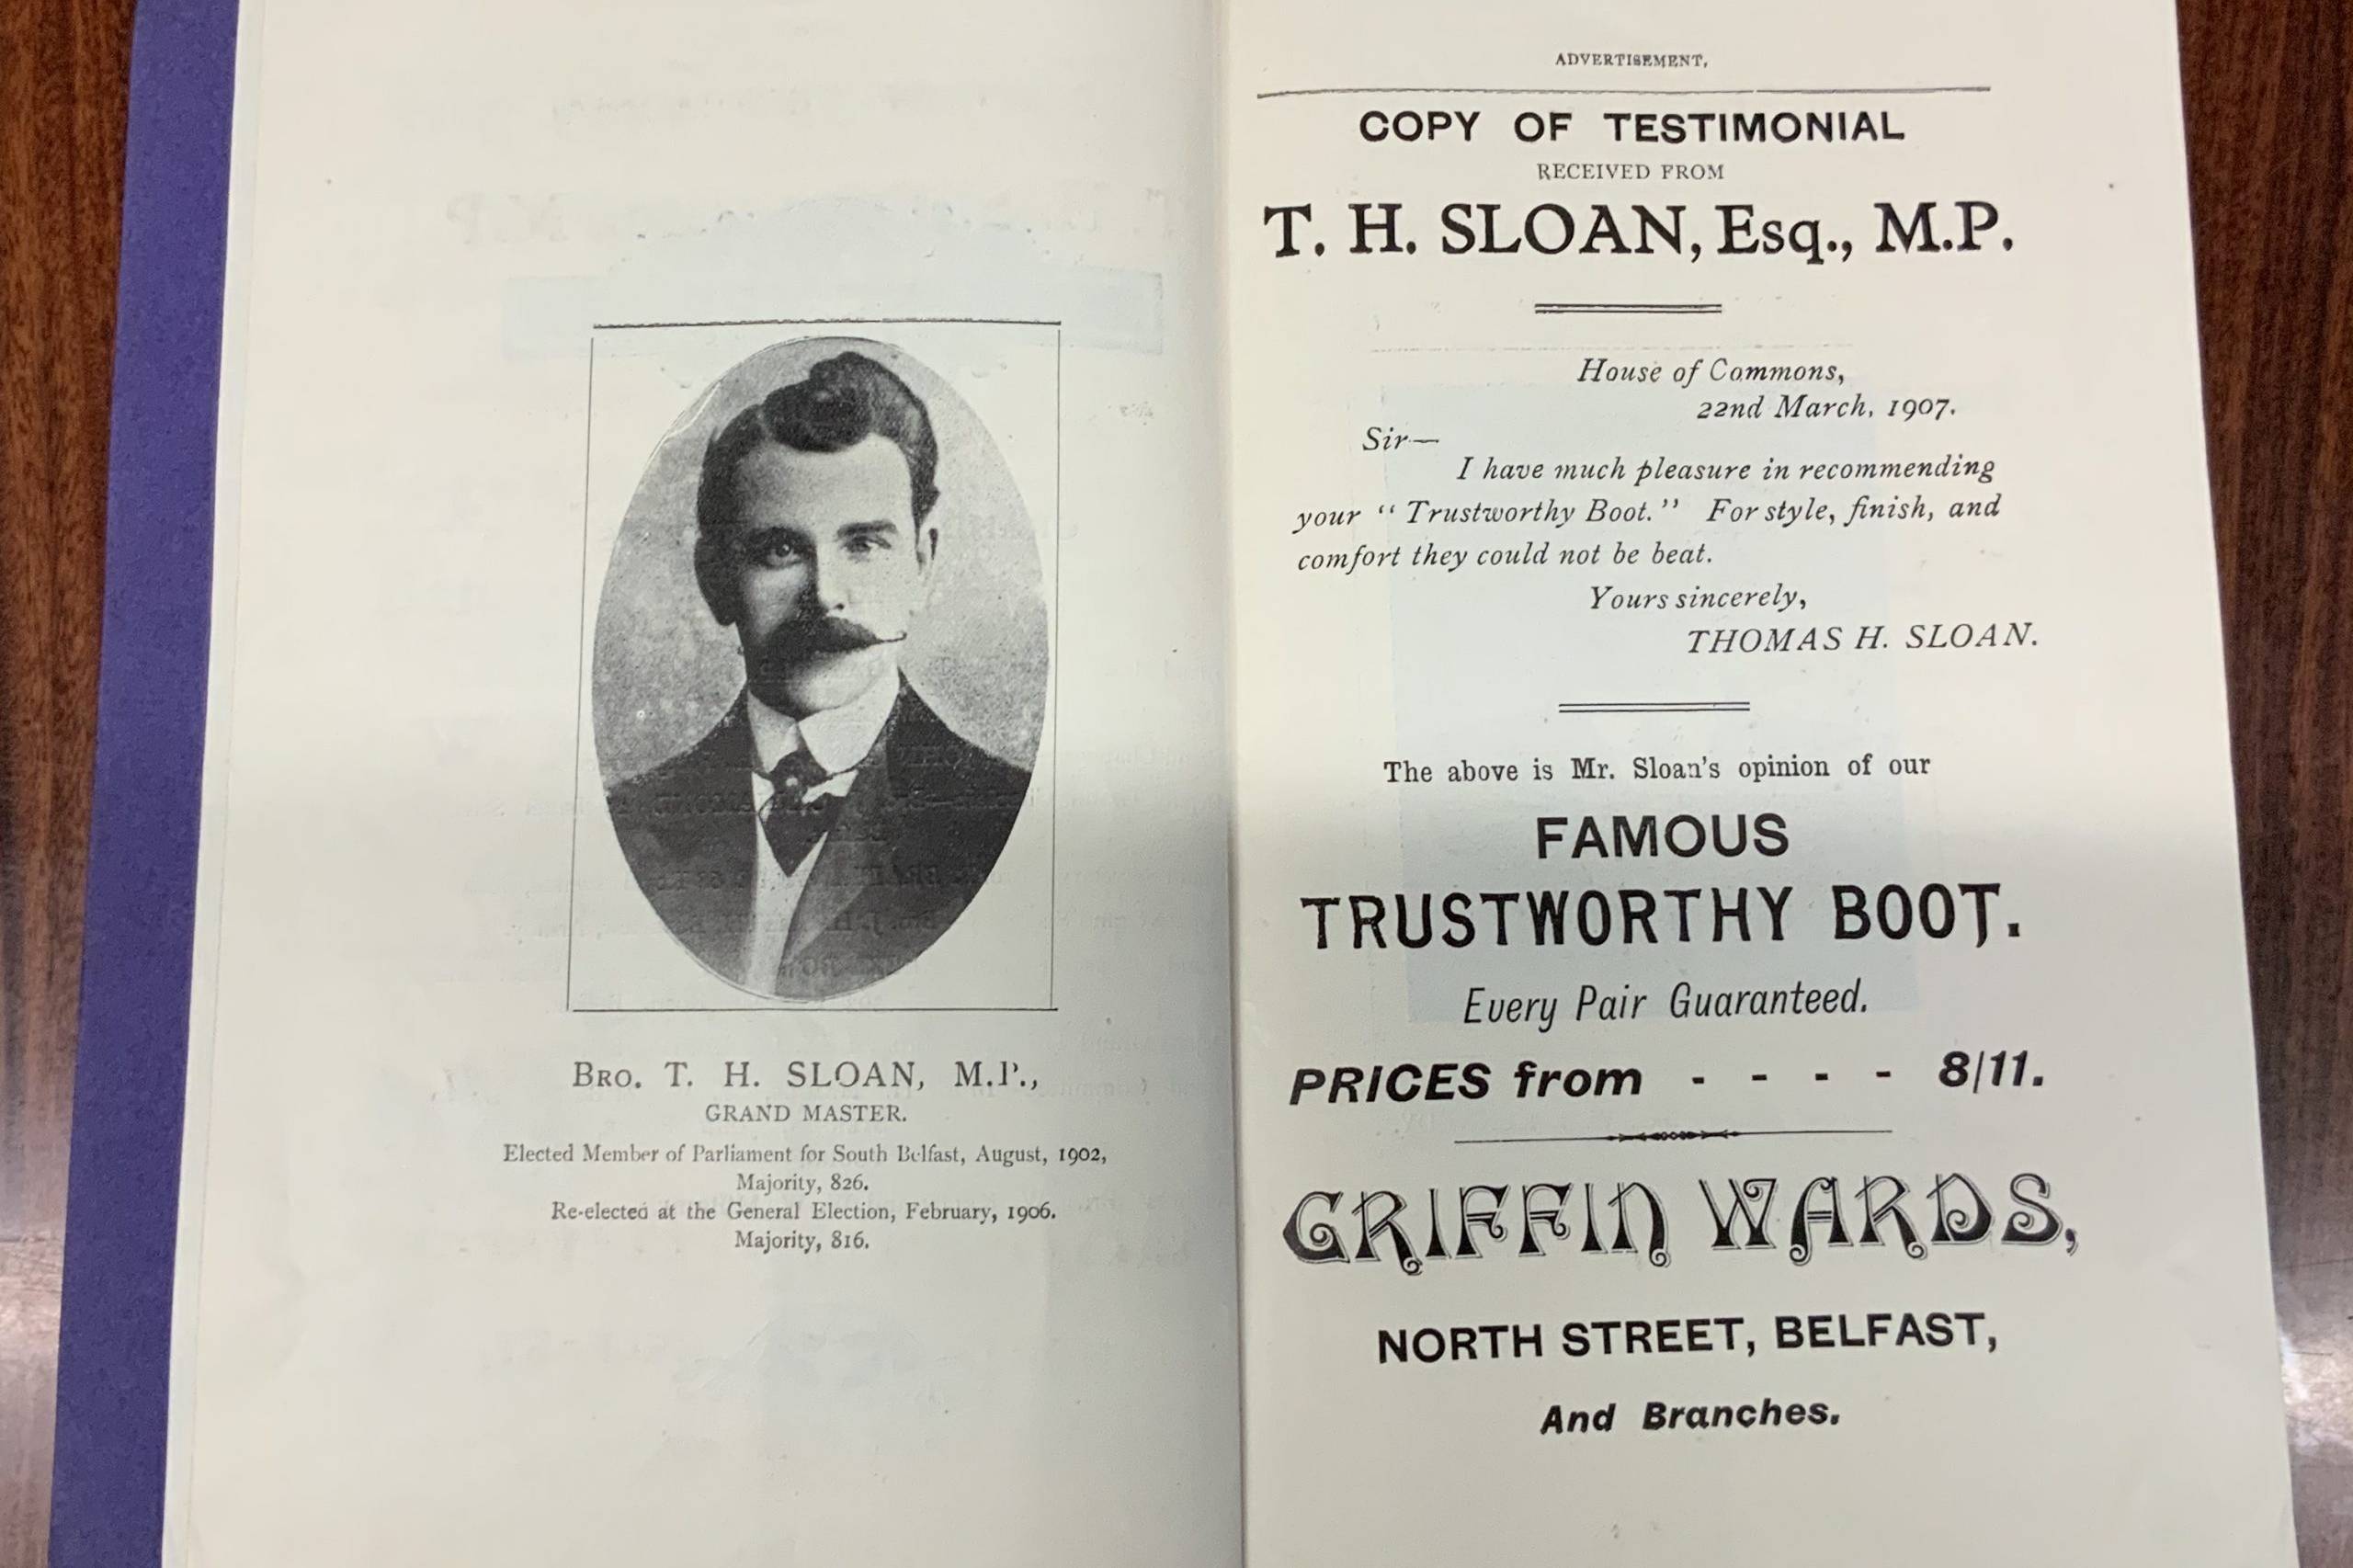 BRO. T. H. SLOAN, M.P.,
GRAND MASTER.
Elected Member of Parliament for South Belfast, August, 1902,
Majority, 826.
Re-elected at the General Election, February, 1906.
Majority, 816.
ADVERTISEMENT,
COPY OF TESTIMONIAL
RECEIVED FROM
T. H. SLOAN, Esq., M.P.
House of Commons,
22nd March, 1907.
Sir—
I have much pleasure in recommending
your “ Trustworthy Boot.” For style, finish, and
comfort they could not be beat.
Yours sincerely,
THOMAS H. SLOAN.
The above is Mr. Sloan's opinion of our
FAMOUS
TRUSTWORTHY BOOT.
Every Pair Guaranteed.
PRICES from - - - - 8/11.
GRIFFIN WARDS,
NORTH STREET, BELFAST,
And Branches.